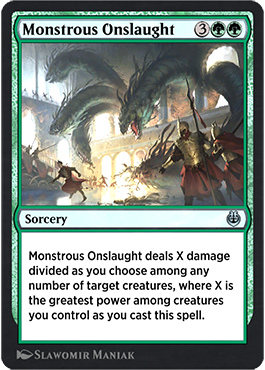 Monstrous Onslaught 3
Sorcery
Monstrous Onslaught deals X damage
divided as you choose among any
number of target creatures, where X is
the greatest power among creatures
you control as you cast this spell.
Slawomir Maniak